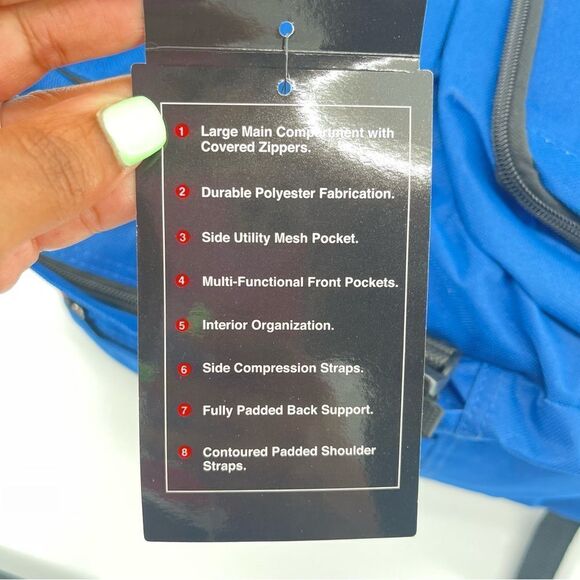 1 Large Main Compartment with
Covered Zippers.
2 Durable Polyester Fabrication.
3 Side Utility Mesh Pocket.
4 Multi-Functional Front Pockets.
5 Interior Organization.
6 Side Compression Straps.
7 Fully Padded Back Support.
8 Contoured Padded Shoulder
Straps.